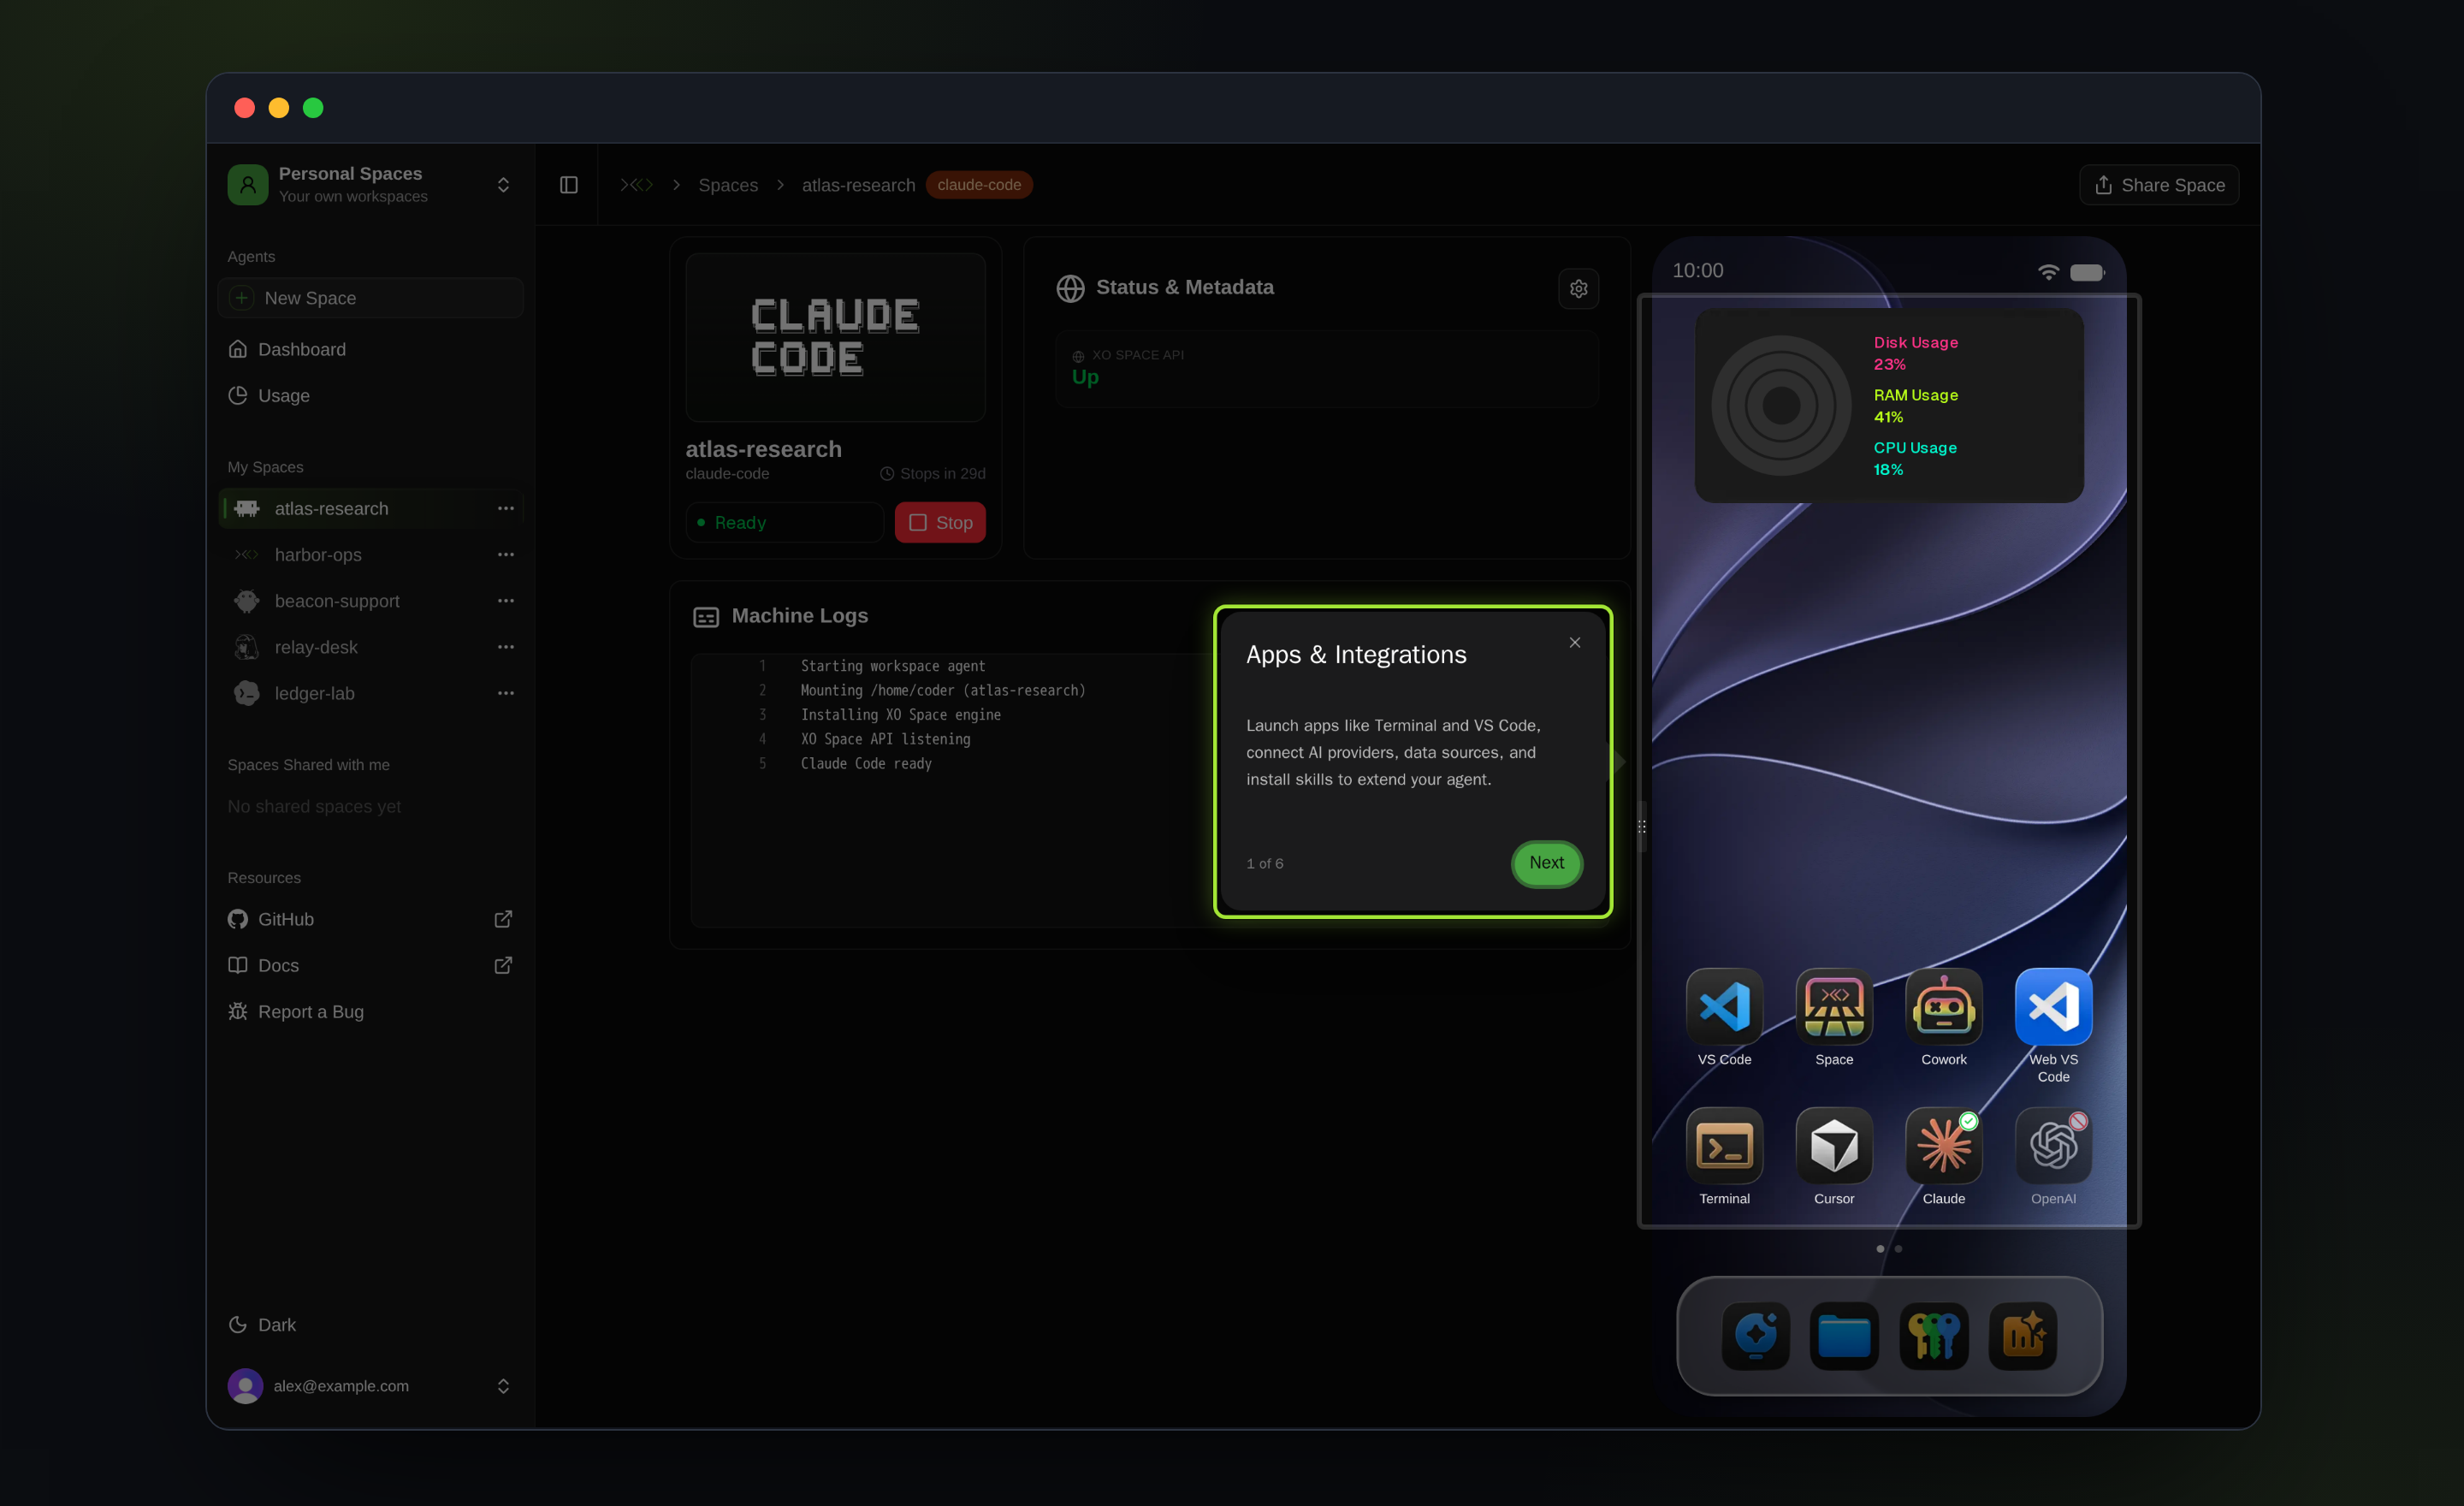 Personal Spaces
Your own workspaces
Agents
New Space
Dashboard
Usage
My Spaces
atlas-research
harbor-ops
beacon-support
relay-desk
ledger-lab
Spaces Shared with me
No shared spaces yet
Resources
GitHub
Docs
Report a Bug
Dark
alex@example.com
Spaces
atlas-research
claude-code
Share Space
CLAUDE
CODE
atlas-research
claude-code
Stops in 29d
Ready
Stop
Status & Metadata
XO SPACE API
Up
Machine Logs
1 Starting workspace agent
2 Mounting /home/coder (atlas-research)
3 Installing XO Space engine
4 XO Space API listening
5 Claude Code ready
Apps & Integrations
Launch apps like Terminal and VS Code,
connect AI providers, data sources, and
install skills to extend your agent.
1 of 6
Next
10:00
Disk Usage
23%
RAM Usage
41%
CPU Usage
18%
VS Code
Space
Cowork
Web VS
Code
Terminal
Cursor
Claude
OpenAI